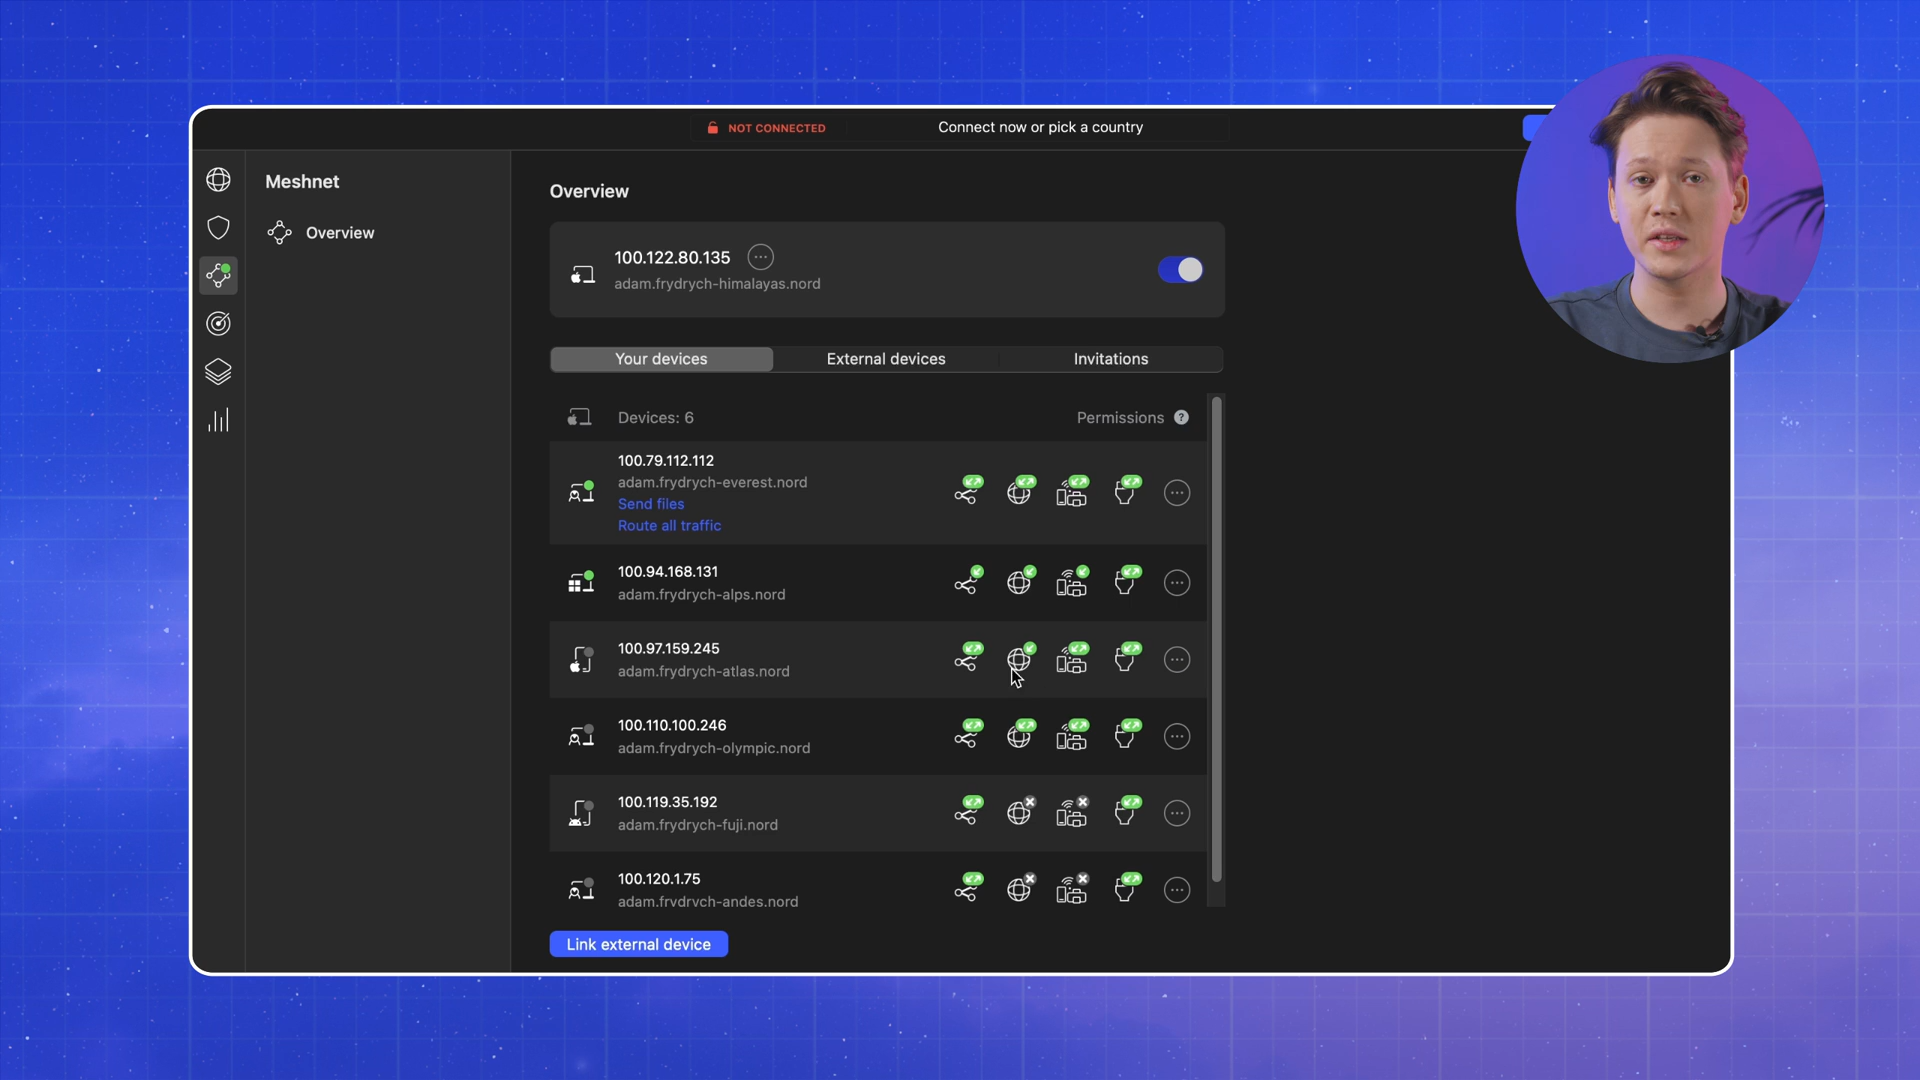 NOT CONNECTED
Connect now or pick a country
Meshnet
Overview
Overview
100.122.80.135
adam.frydrych-himalayas.nord
Your devices
External devices
Invitations
Devices: 6
Permissions ?
100.79.112.112
adam.frydrych-everest.nord
Send files
Route all traffic
100.94.168.131
adam.frydrych-alps.nord
100.97.159.245
adam.frydrych-atlas.nord
100.110.100.246
adam.frydrych-olympic.nord
100.119.35.192
adam.frydrych-fuji.nord
100.120.1.75
adam.frydrych-andes.nord
Link external device